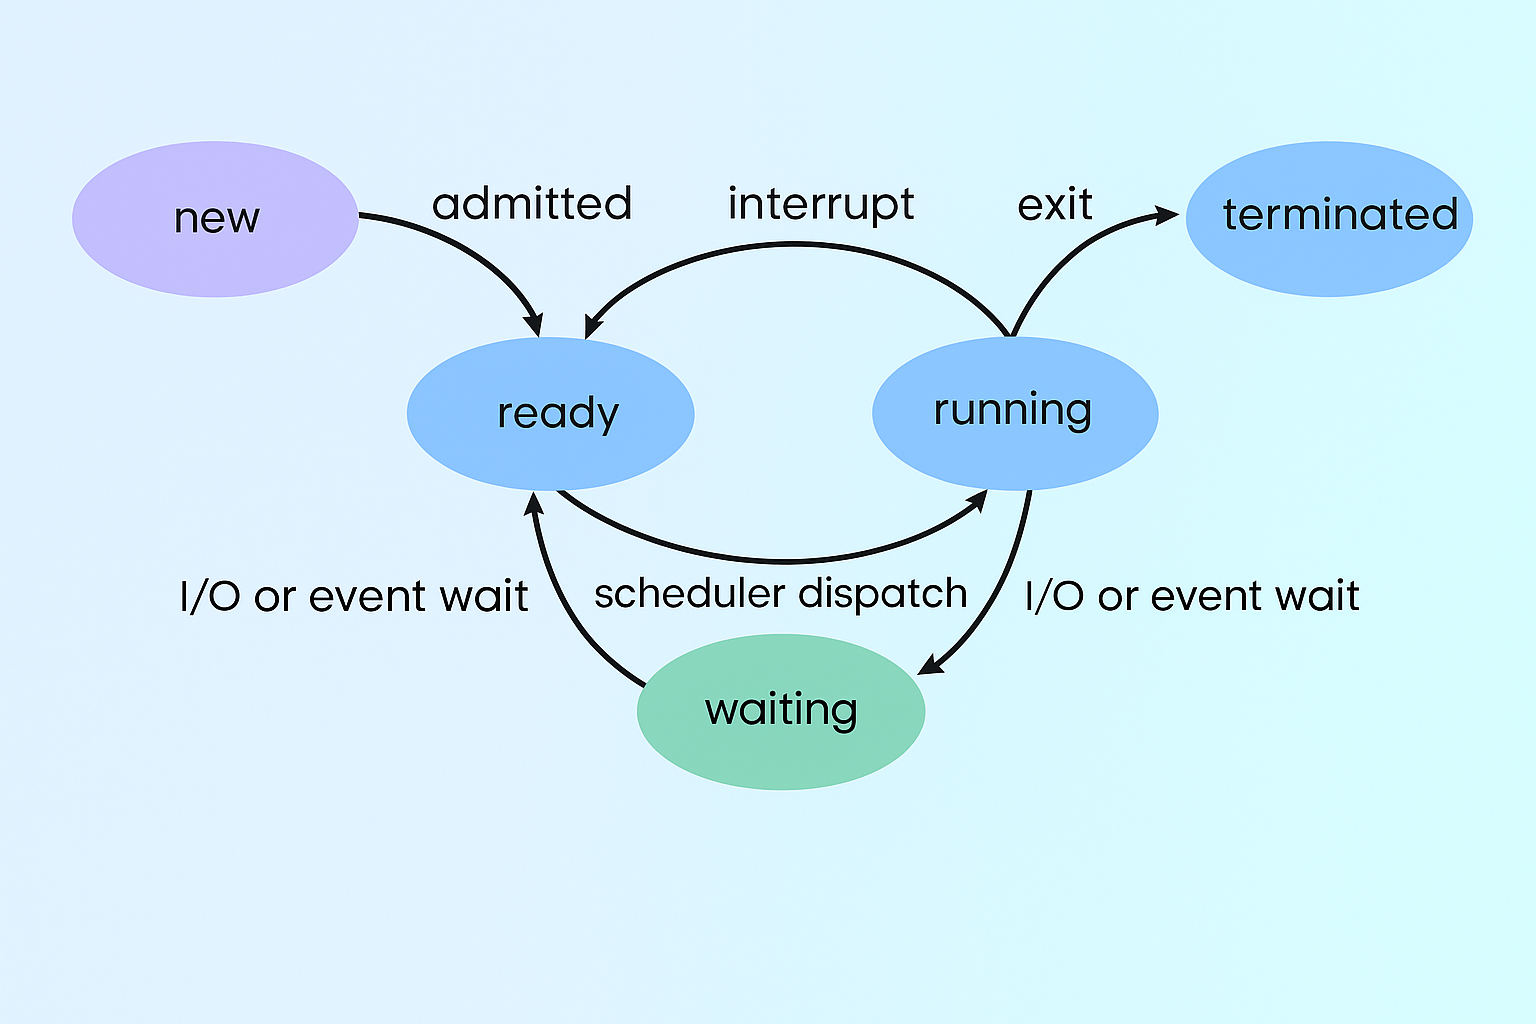 new
admitted
interrupt
exit
terminated
ready
running
I/O or event wait
scheduler dispatch
I/O or event wait
waiting